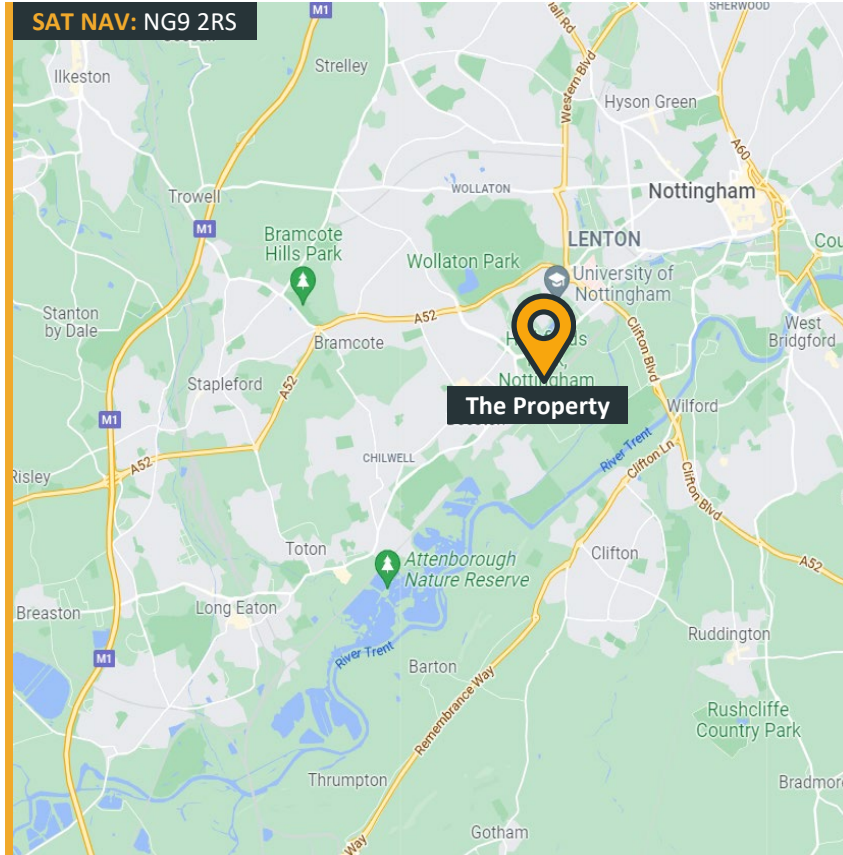 SAT NAV: NG9 2RS
M1
SHERWOOD
Strelley
Ilkeston
Western Blvd
Hyson Green
A60
Trowell
WOLLATON
Nottingham
M1
Bramcote
Hills Park
LENTON
Wollaton Park
University of
Nottingham
Stanton
by Dale
A52
Bramcote
Nottingham
West
Bridgford
Stapleford
A52
The Property
Clifton Blvd
Wilford
M1
CHILWELL
River Trent
Clifton Ln
Risley
A52
Clifton Blvd
Toton
Attenborough
Nature Reserve
Clifton
A52
Breaston
Long Eaton
Ruddington
M1
River Trent
Barton
Remembrance Way
Rushcliffe
Country Park
Thrumpton
Way
Gotham